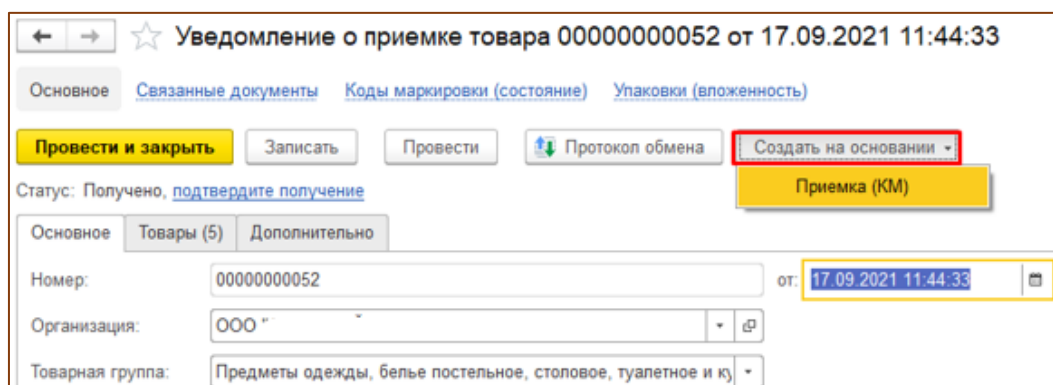 Уведомление о приемке товара 00000000052 от 17.09.2021 11:44:33
Основное Связанные документы Коды маркировки (состояние) Упаковки (вложенность)
Провести и закрыть Записать Провести Протокол обмена Создать на основании
Статус: Получено, подтвердите получение Приемка (КМ)
Основное Товары (5) Дополнительно
Номер: 00000000052 от: 17.09.2021 11:44:33
Организация: ООО "
Товарная группа: Предметы одежды, белье постельное, столовое, туалетное и